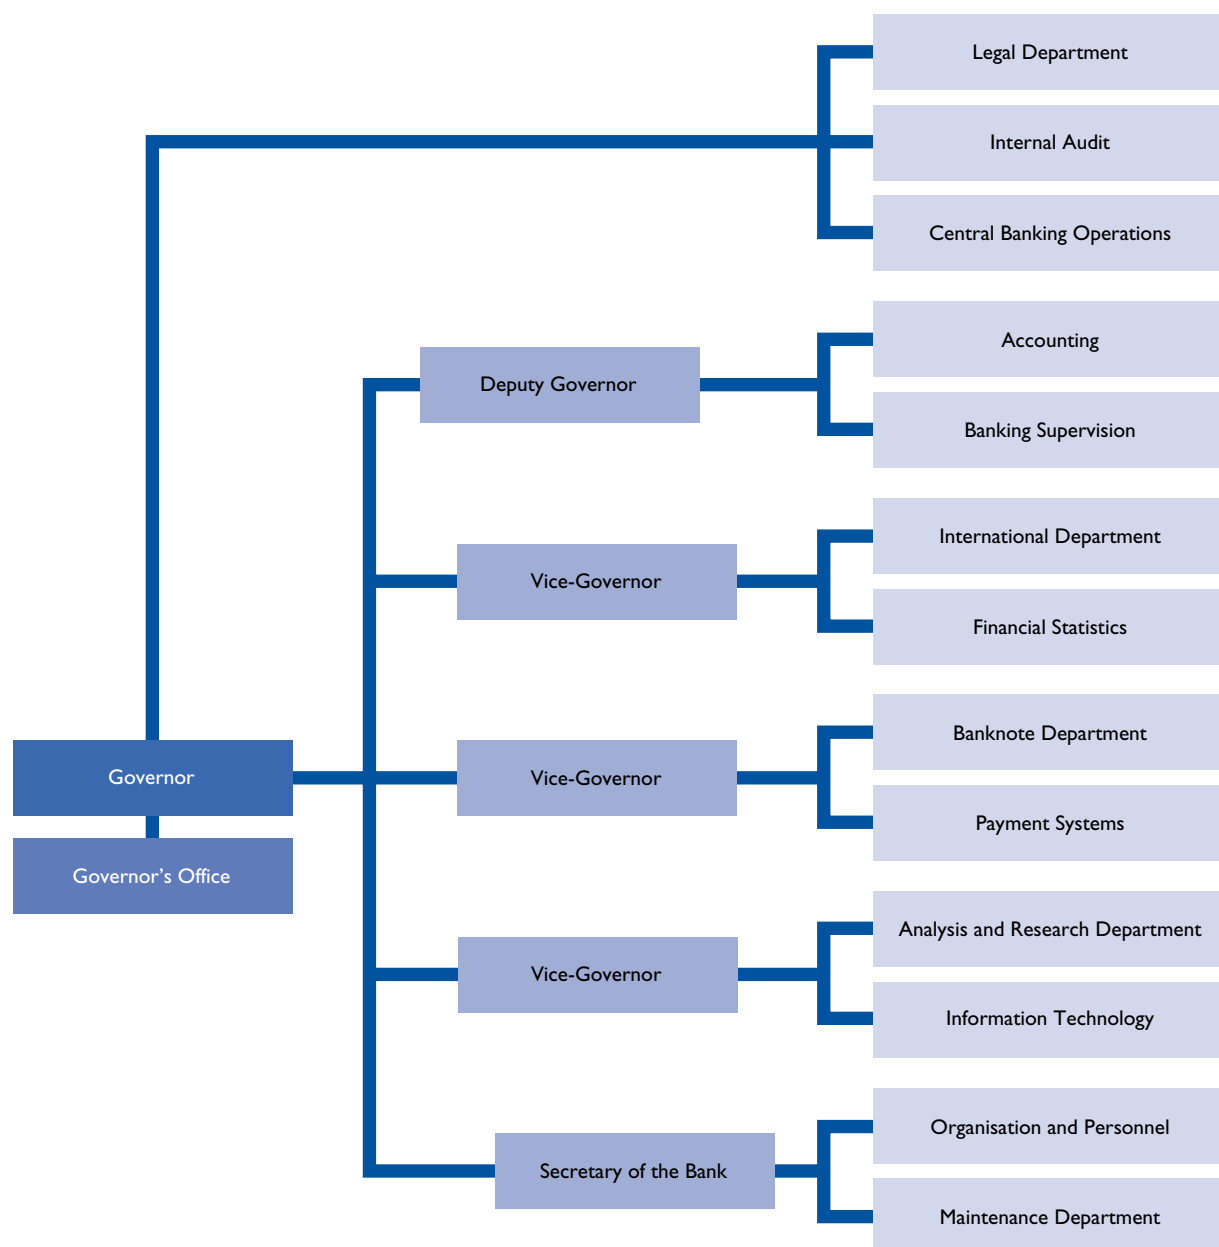 Legal Department
Internal Audit
Central Banking Operations
Accounting
Deputy Governor
Banking Supervision
International Department
Vice-Governor
Financial Statistics
Banknote Department
Governor
Vice-Governor
Payment Systems
Governor’s Office
Analysis and Research Department
Vice-Governor
Information Technology
Organisation and Personnel
Secretary of the Bank
Maintenance Department